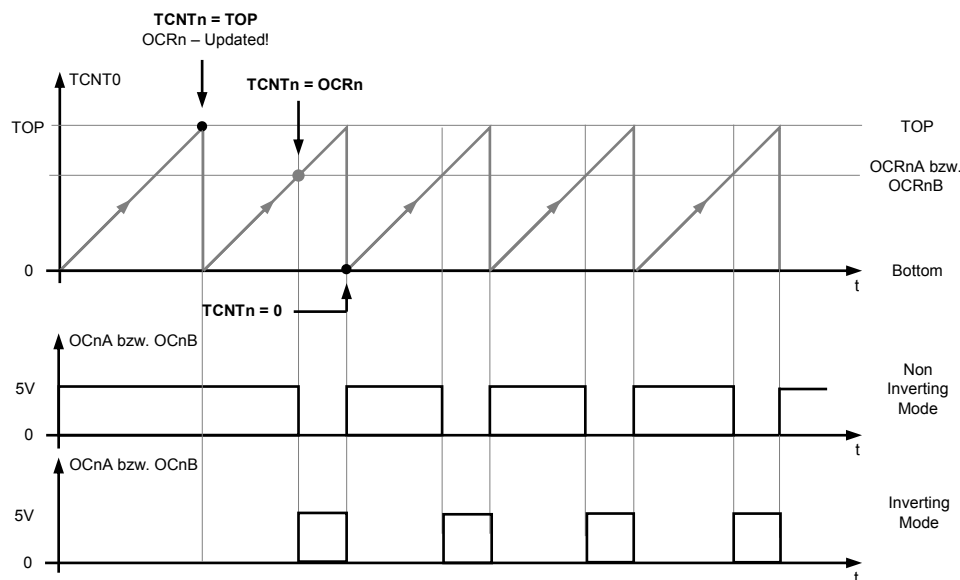 TCNTn = TOP
OCRn – Updated!
TCNT0
TCNTn = OCRn
TOP
TOP
OCRnA bzw.
OCRnB
0
Bottom
t
TCNTn = 0
OCnA bzw. OCnB
5V
Non
Inverting
Mode
0
t
OCnA bzw. OCnB
5V
Inverting
Mode
0
t